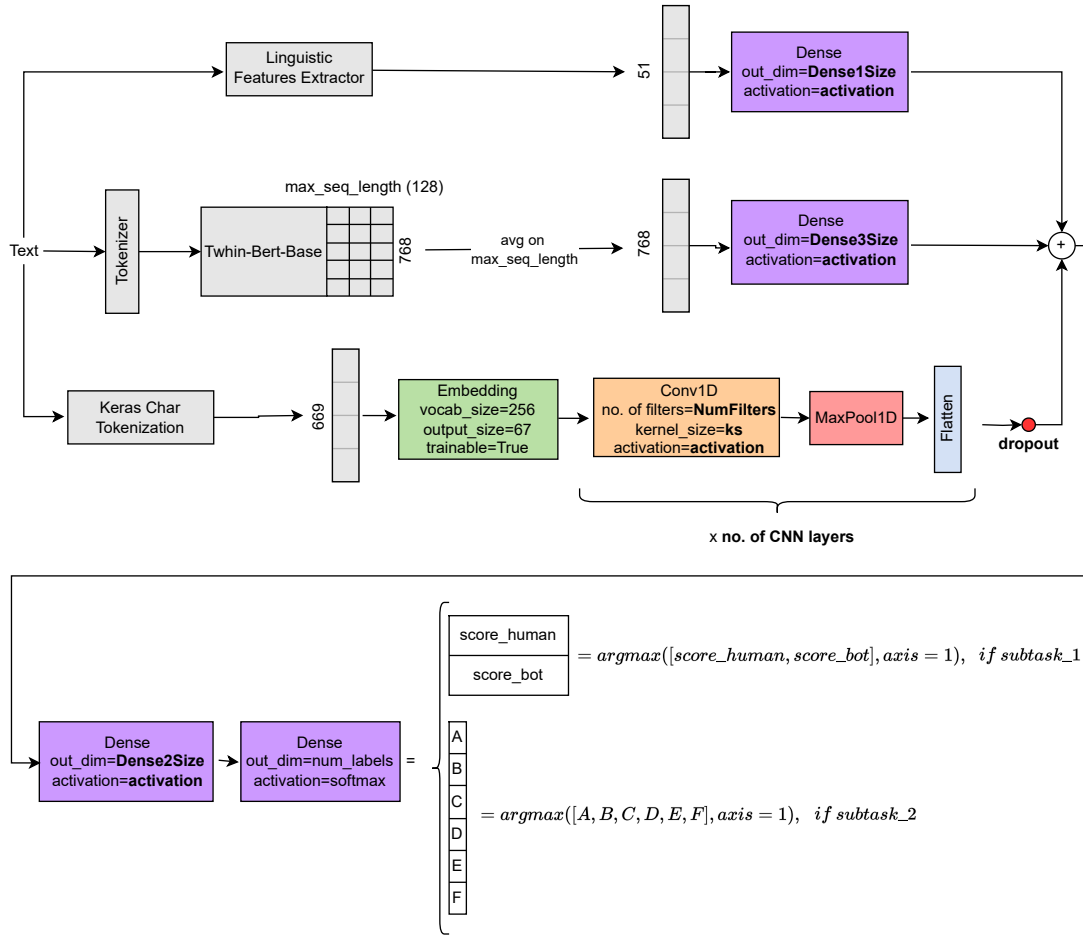 Linguistic
Features Extractor
51
Dense
out_dim=Dense1Size
activation=activation
Text
Tokenizer
max_seq_length (128)
Twhin-Bert-Base
768
avg on
max_seq_length
768
Dense
out_dim=Dense3Size
activation=activation
+
Keras Char
Tokenization
669
Embedding
vocab_size=256
output_size=67
trainable=True
Conv1D
no. of filters=NumFilters
kernel_size=ks
activation=activation
MaxPool1D
Flatten
dropout
x no. of CNN layers
Dense
out_dim=Dense2Size
activation=activation
Dense
out_dim=num_labels
activation=softmax
=
score_human
score_bot
= argmax([score_human, score_bot], axis = 1), if subtask_1
A
B
C
D
E
F
= argmax([A, B, C, D, E, F], axis = 1), if subtask_2